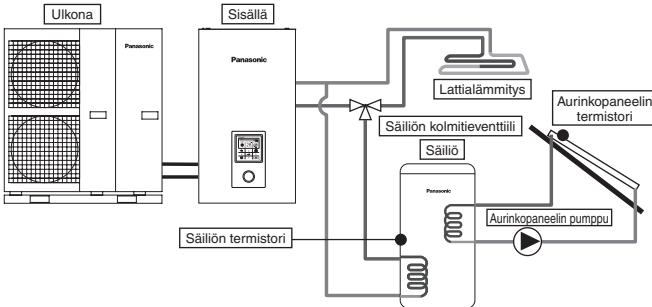 Ulkona
Sisällä
Panasonic
Panasonic
Lattialämmitys
Aurinkopaneelin
termistori
Säiliön kolmitieventtiili
Säiliö
Panasonic
Aurinkopaneelin pumppu
Säiliön termistori